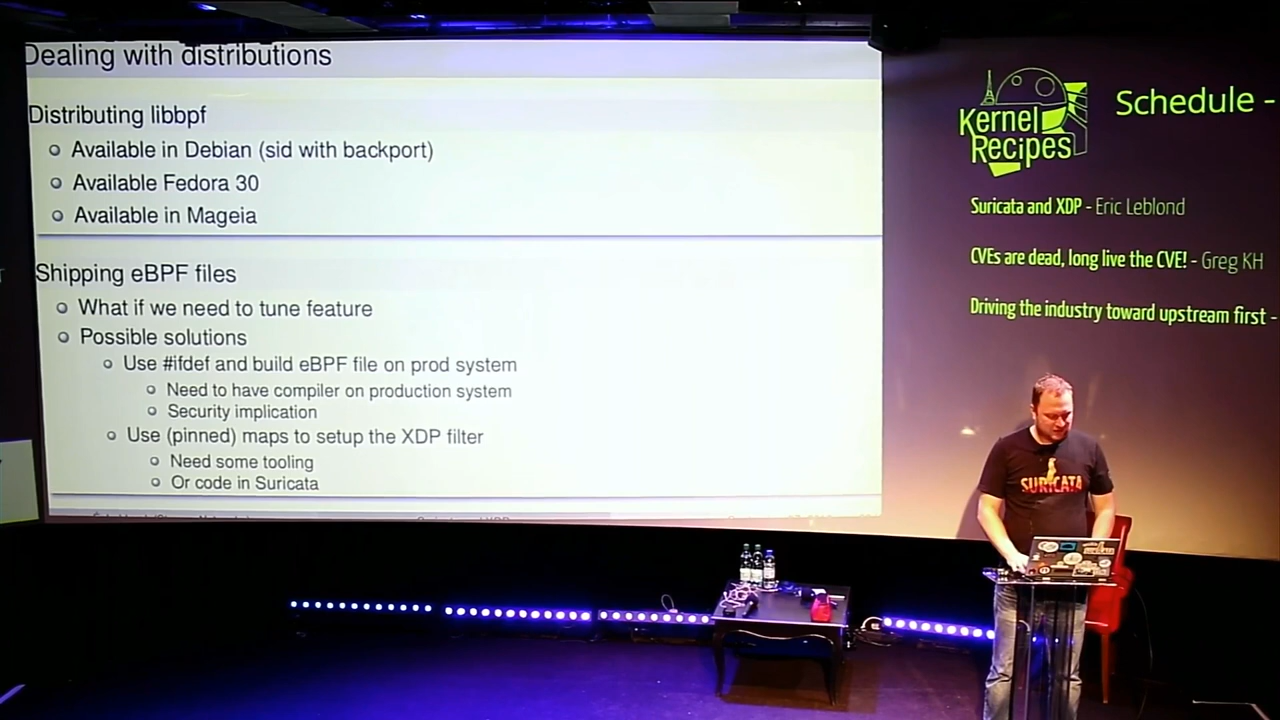 Dealing with distributions
Distributing libbpf
Available in Debian (sid with backport)
Available Fedora 30
Available in Mageia
Shipping eBPF files
What if we need to tune feature
Possible solutions
Use #ifdef and build eBPF file on prod system
Need to have compiler on production system
Security implication
Use (pinned) maps to setup the XDP filter
Need some tooling
Or code in Suricata
Kernel
Recipes
Schedule -
Suricata and XDP - Eric Leblond
CVEs are dead, long live the CVE! - Greg KH
Driving the industry toward upstream first -
SURICATA